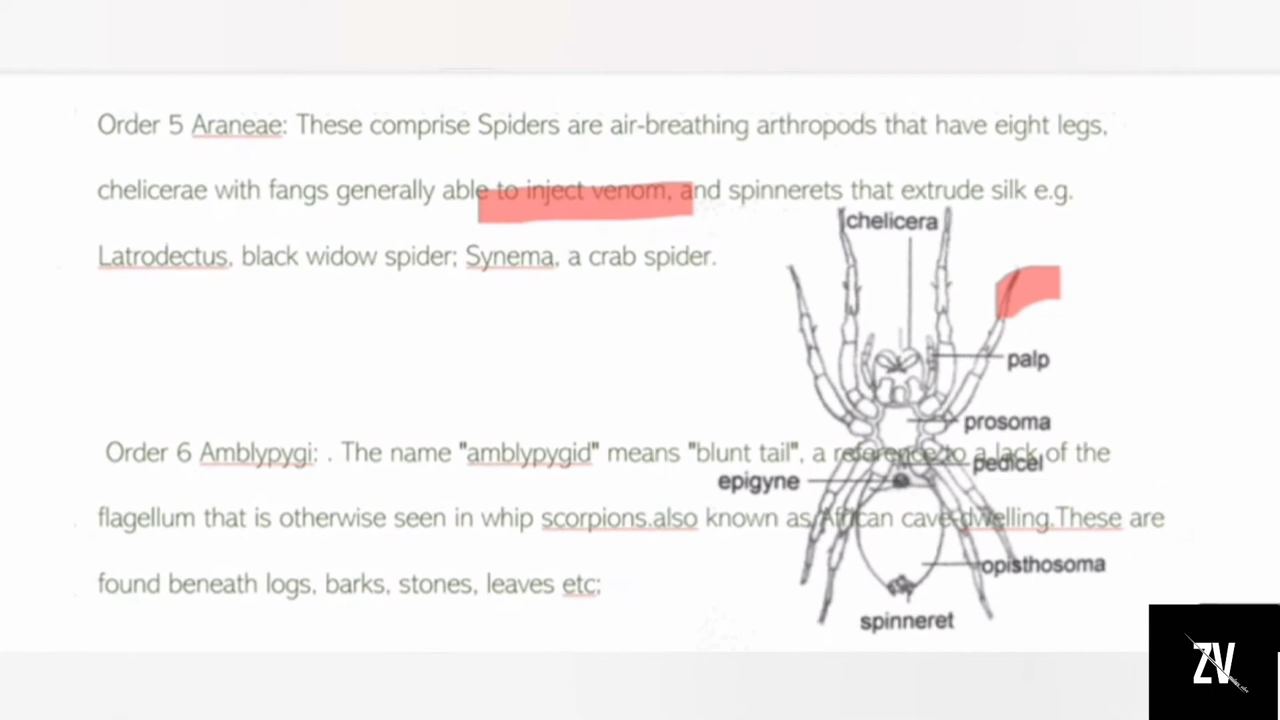 Order 5 Araneae: These comprise Spiders are air-breathing arthropods that have eight legs,
chelicerae with fangs generally able to inject venom, and spinnerets that extrude silk e.g.
Latrodectus, black widow spider; Synema, a crab spider.
chelicera
palp
prosoma
pedicel
epigyne
opisthosoma
spinneret
Order 6 Amblypygi: . The name "amblypygid" means "blunt tail", a reference to a lack of the
flagellum that is otherwise seen in whip scorpions.also known as African cave-dwelling.These are
found beneath logs, barks, stones, leaves etc;
ZV